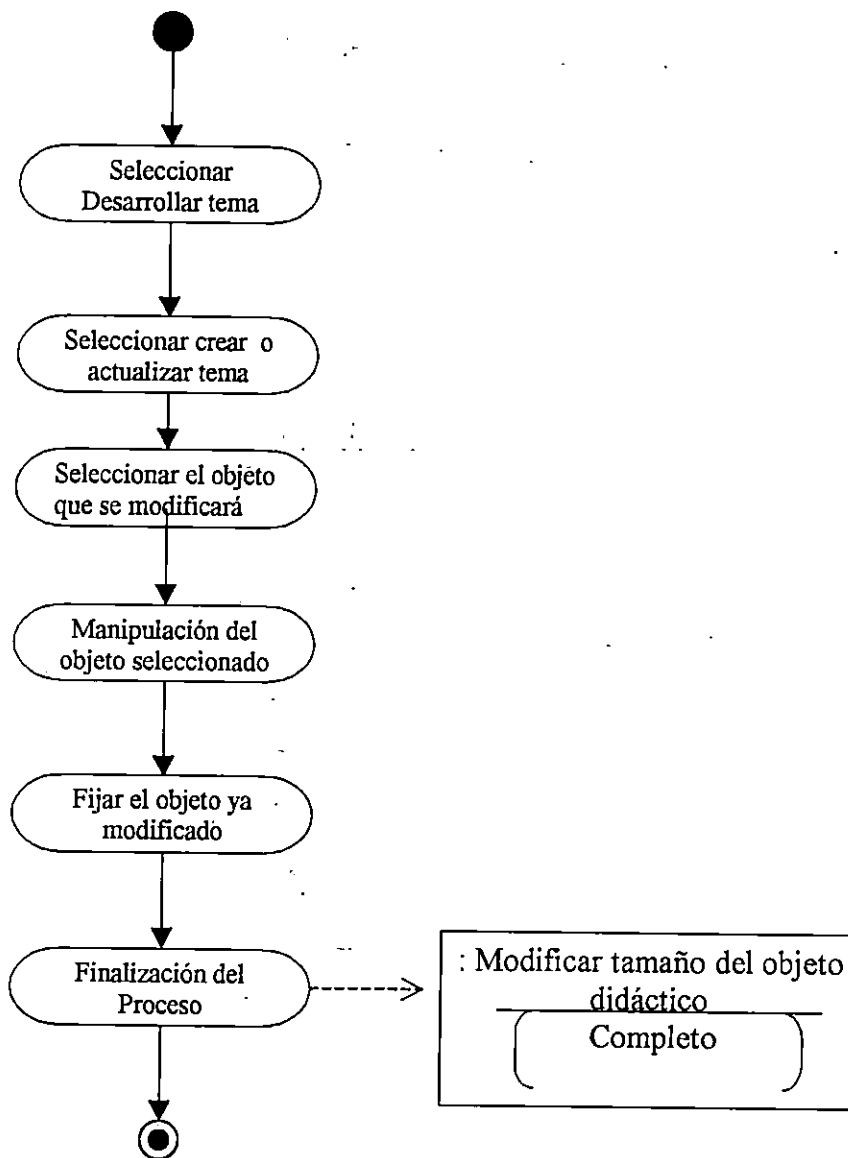 Seleccionar
Desarrollar tema
Seleccionar crear o
actualizar tema
Seleccionar el objeto
que se modificará
Manipulación del
objeto seleccionado
Fijar el objeto ya
modificado
Finalización del
Proceso
: Modificar tamaño del objeto
didáctico
Completo